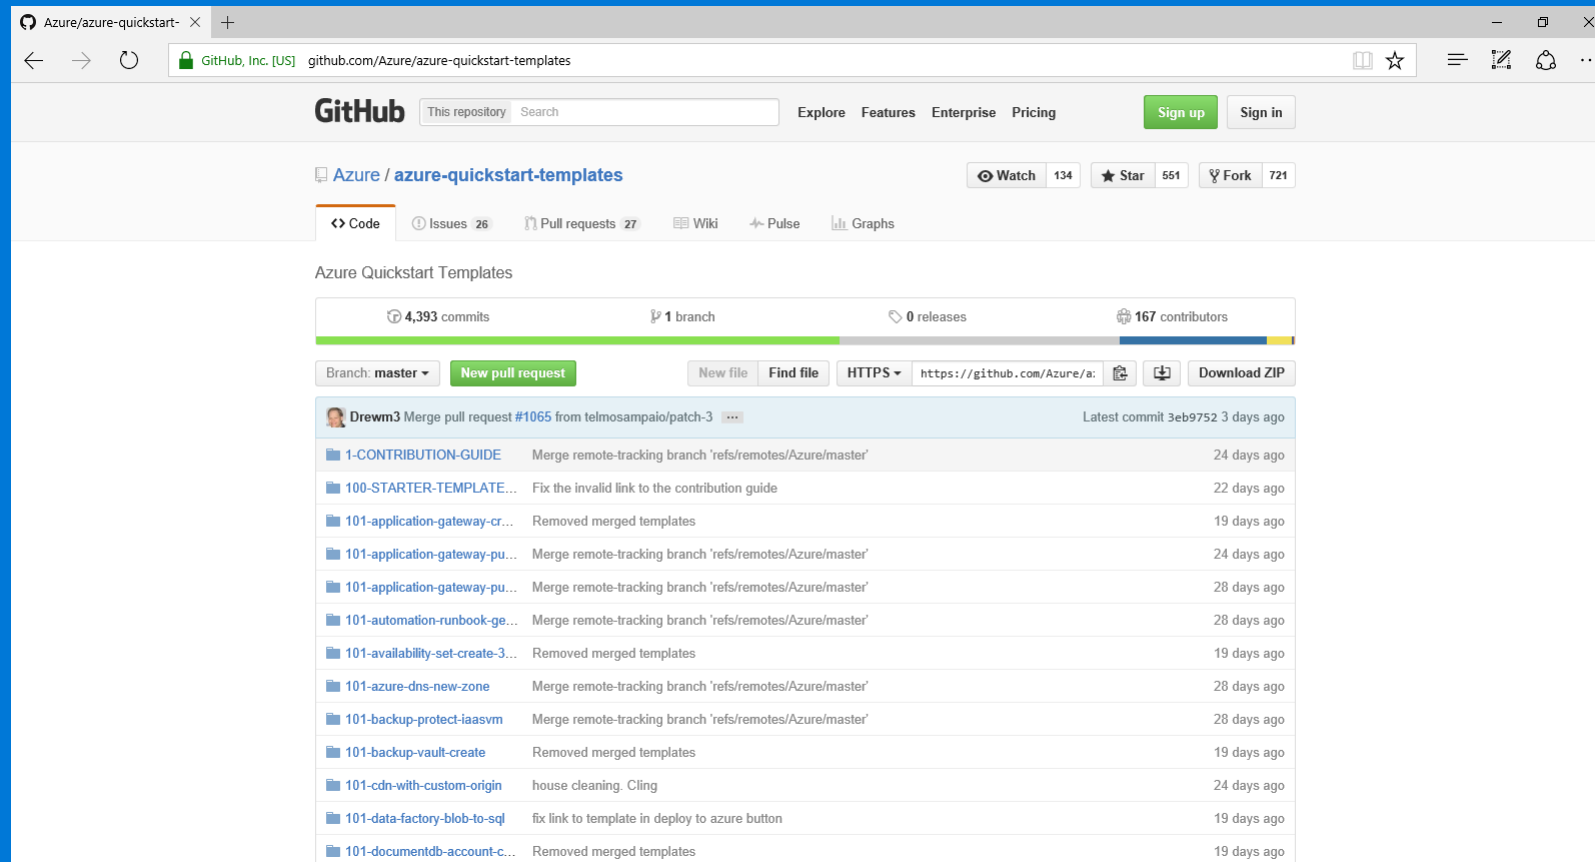 Azure/azure-quickstart-
GitHub, Inc. [US] github.com/Azure/azure-quickstart-templates
GitHub This repository Search Explore Features Enterprise Pricing Sign up Sign in
Azure / azure-quickstart-templates Watch 134 Star 551 Fork 721
Code Issues 26 Pull requests 27 Wiki Pulse Graphs
Azure Quickstart Templates
4,393 commits 1 branch 0 releases 167 contributors
Branch: master New pull request New file Find file HTTPS https://github.com/Azure/a: Download ZIP
Drewm3 Merge pull request #1065 from telmosampaio/patch-3 ... Latest commit 3eb9752 3 days ago
1-CONTRIBUTION-GUIDE Merge remote-tracking branch 'refs/remotes/Azure/master' 24 days ago
100-STARTER-TEMPLATE... Fix the invalid link to the contribution guide 22 days ago
101-application-gateway-cr... Removed merged templates 19 days ago
101-application-gateway-pu... Merge remote-tracking branch 'refs/remotes/Azure/master' 24 days ago
101-application-gateway-pu... Merge remote-tracking branch 'refs/remotes/Azure/master' 28 days ago
101-automation-runbook-ge... Merge remote-tracking branch 'refs/remotes/Azure/master' 28 days ago
101-availability-set-create-3... Removed merged templates 19 days ago
101-azure-dns-new-zone Merge remote-tracking branch 'refs/remotes/Azure/master' 28 days ago
101-backup-protect-iaasvm Merge remote-tracking branch 'refs/remotes/Azure/master' 28 days ago
101-backup-vault-create Removed merged templates 19 days ago
101-cdn-with-custom-origin house cleaning. Cling 24 days ago
101-data-factory-blob-to-sql fix link to template in deploy to azure button 19 days ago
101-documentdb-account-c... Removed merged templates 19 days ago